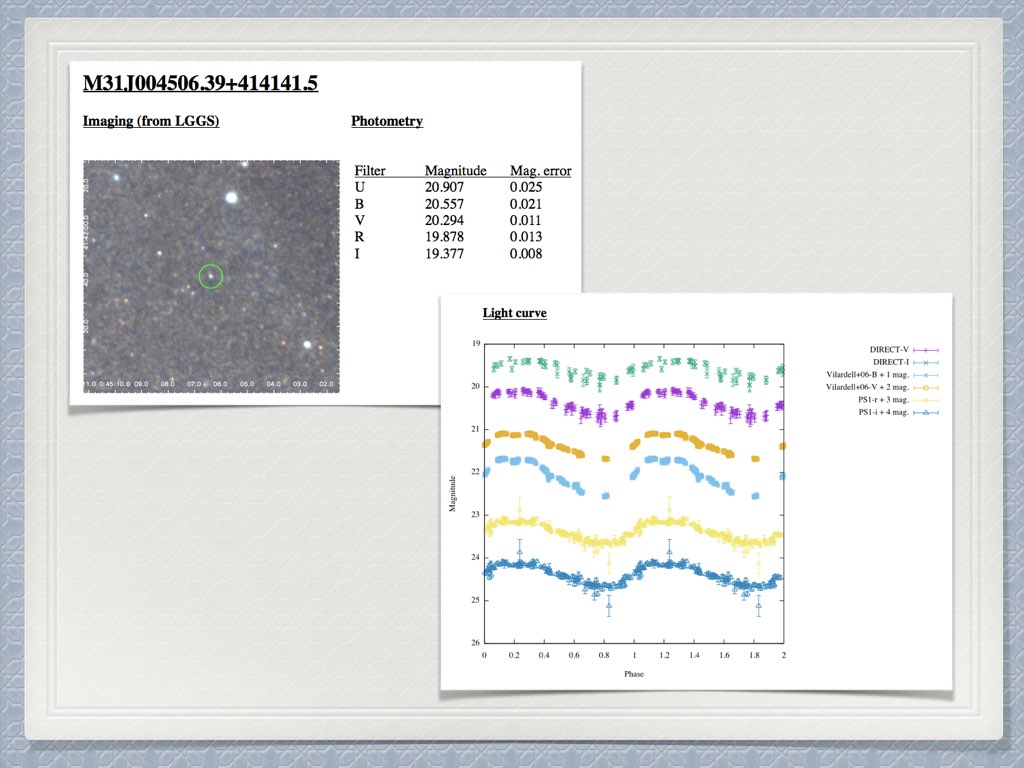 M31J004506.39+414141.5
Imaging (from LGGS)
Photometry
Filter Magnitude Mag. error
U 20.907 0.025
B 20.557 0.021
V 20.294 0.011
R 19.878 0.013
I 19.377 0.008
20.0
41:42:00.0
40.0
20.0
11.0 0:45:10.0 09.0 08.0 07.0 06.0 05.0 04.0 03.0 02.0
Light curve
DIRECT-V
DIRECT-I
Vilardell+06-B + 1 mag.
Vilardell+06-V + 2 mag.
PS1-r + 3 mag.
PS1-i + 4 mag.
Magnitude
19
20
21
22
23
24
25
26
0 0.2 0.4 0.6 0.8 1 1.2 1.4 1.6 1.8 2
Phase